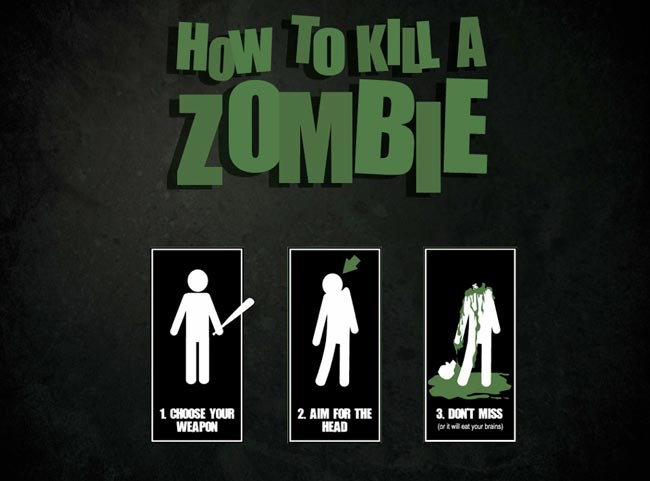 HOW TO KILL A
ZOMBIE
1. CHOOSE YOUR
WEAPON
2. AIM FOR THE
HEAD
3. DON'T MISS
(or it will eat your brains)